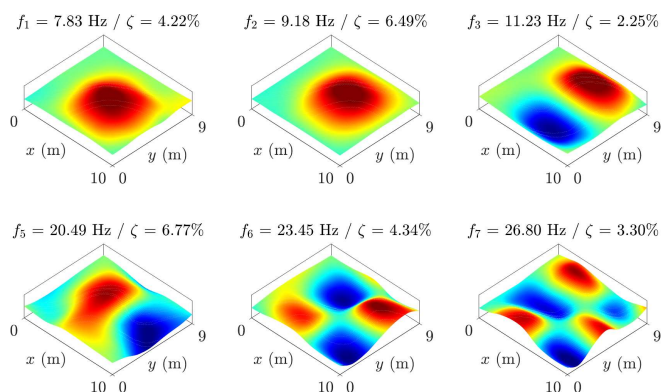 f₁ = 7.83 Hz / ζ = 4.22%
f₂ = 9.18 Hz / ζ = 6.49%
f₃ = 11.23 Hz / ζ = 2.25%
0 x (m) 10 0 y (m) 9
0 x (m) 10 0 y (m) 9
0 x (m) 10 0 y (m) 9
f₅ = 20.49 Hz / ζ = 6.77%
f₆ = 23.45 Hz / ζ = 4.34%
f₇ = 26.80 Hz / ζ = 3.30%
0 x (m) 10 0 y (m) 9
0 x (m) 10 0 y (m) 9
0 x (m) 10 0 y (m) 9